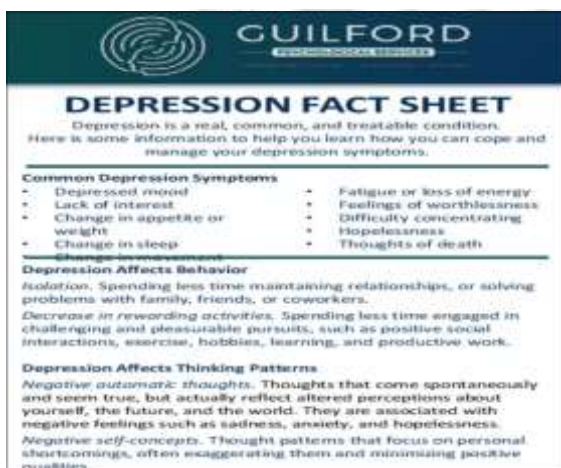 GUILFORD
PSYCHOLOGICAL SERVICES
DEPRESSION FACT SHEET
Depression is a real, common, and treatable condition.
Here is some information to help you learn how you can cope and
manage your depression symptoms.
Common Depression Symptoms
• Depressed mood
• Lack of interest
• Change in appetite or
weight
• Change in sleep
• Change in movement
• Fatigue or loss of energy
• Feelings of worthlessness
• Difficulty concentrating
• Hopelessness
• Thoughts of death
Depression Affects Behavior
Isolation. Spending less time maintaining relationships, or solving
problems with family, friends, or coworkers.
Decrease in rewarding activities. Spending less time engaged in
challenging and pleasurable pursuits, such as positive social
interactions, exercise, hobbies, learning, and productive work.
Depression Affects Thinking Patterns
Negative automatic thoughts. Thoughts that come spontaneously
and seem true, but actually reflect altered perceptions about
yourself, the future, and the world. They are associated with
negative feelings such as sadness, anxiety, and hopelessness.
Negative self-concepts. Thought patterns that focus on personal
shortcomings, often exaggerating them and minimizing positive
qualities.